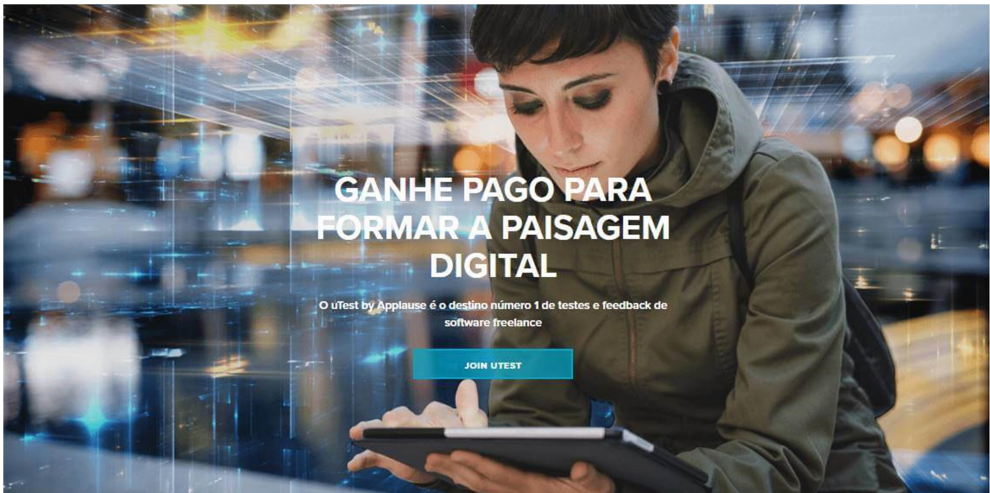 GANHE PAGO PARA
FORMAR A PAISAGEM
DIGITAL
O uTest by Applause é o destino número 1 de testes e feedback de
software freelance
JOIN UTEST